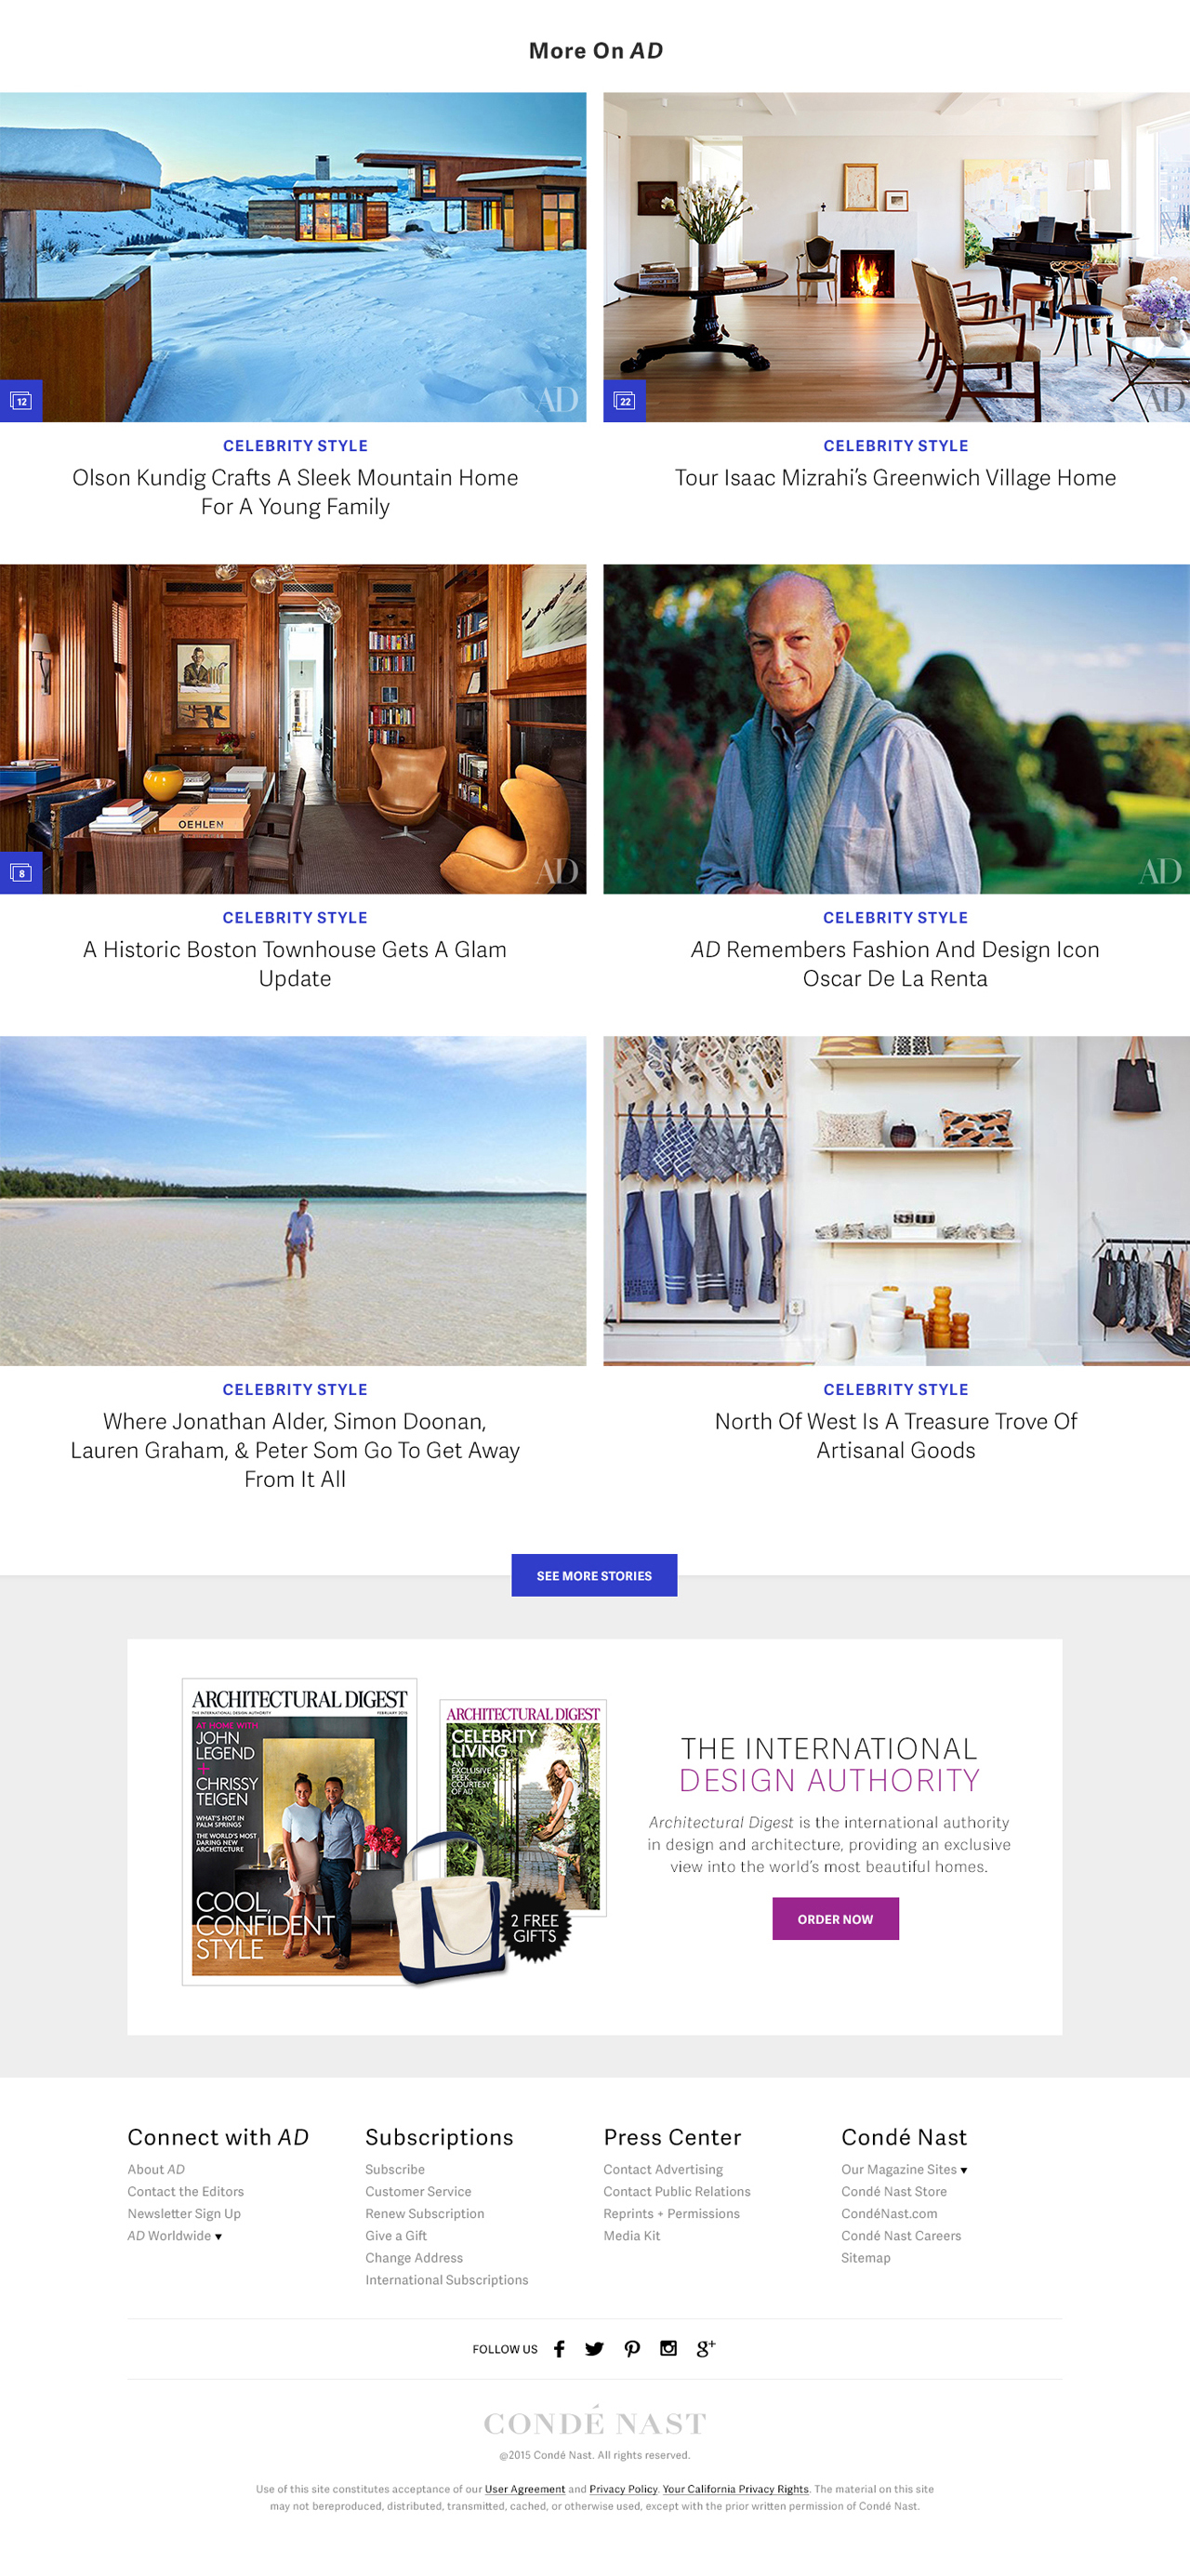 More On AD
12
AD
22
AD
CELEBRITY STYLE
Olson Kundig Crafts A Sleek Mountain Home
For A Young Family
CELEBRITY STYLE
Tour Isaac Mizrahi's Greenwich Village Home
OEHLEN
8
AD
AD
CELEBRITY STYLE
A Historic Boston Townhouse Gets A Glam
Update
CELEBRITY STYLE
AD Remembers Fashion And Design Icon
Oscar De La Renta
CELEBRITY STYLE
Where Jonathan Alder, Simon Doonan,
Lauren Graham, & Peter Som Go To Get Away
From It All
CELEBRITY STYLE
North Of West Is A Treasure Trove Of
Artisanal Goods
SEE MORE STORIES
ARCHITECTURAL DIGEST
THE INTERNATIONAL DESIGN AUTHORITY
FEBRUARY 2015
AT HOME WITH
JOHN
LEGEND
+
CHRISSY
TEIGEN
WHAT'S HOT IN
PALM SPRINGS
THE WORLD'S MOST
DARING NEW
ARCHITECTURE
COOL,
CONFIDENT
STYLE
ARCHITECTURAL DIGEST
CELEBRITY
LIVING
AN
EXCLUSIVE
PEEK
COURTESY
OF AD
2 FREE
GIFTS
THE INTERNATIONAL
DESIGN AUTHORITY
Architectural Digest is the international authority
in design and architecture, providing an exclusive
view into the world's most beautiful homes.
ORDER NOW
Connect with AD
About AD
Contact the Editors
Newsletter Sign Up
AD Worldwide ▼
Subscriptions
Subscribe
Customer Service
Renew Subscription
Give a Gift
Change Address
International Subscriptions
Press Center
Contact Advertising
Contact Public Relations
Reprints + Permissions
Media Kit
Condé Nast
Our Magazine Sites ▼
Condé Nast Store
CondéNast.com
Condé Nast Careers
Sitemap
FOLLOW US
CONDÉ NAST
@2015 Condé Nast. All rights reserved.
Use of this site constitutes acceptance of our User Agreement and Privacy Policy. Your California Privacy Rights. The material on this site
may not bereproduced, distributed, transmitted, cached, or otherwise used, except with the prior written permission of Condé Nast.